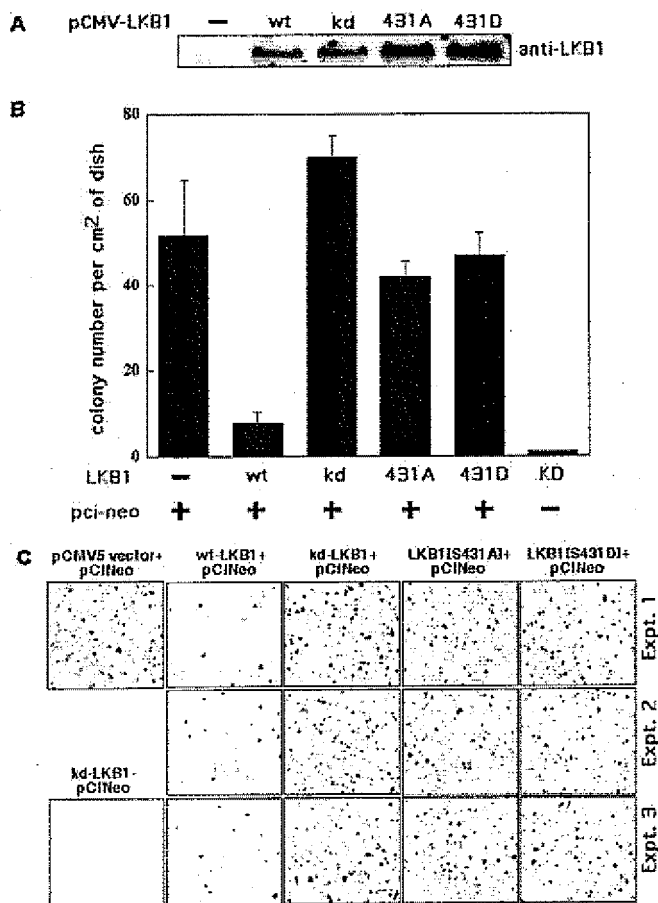 A
pCMV-LKB1 – wt kd 431A 431D
anti-LKB1
B
colony number per cm2 of dish
80
60
40
20
0
LKB1 – wt kd 431A 431D KD
pci-neo + + + + + –
C
pCMV5 vector+ pCINeo
wt-LKB1+ pCINeo
kd-LKB1+ pCINeo
LKB1[S431A]+ pCINeo
LKB1[S431D]+ pCINeo
Expt. 1
Expt. 2
kd-LKB1- pCINeo
Expt. 3